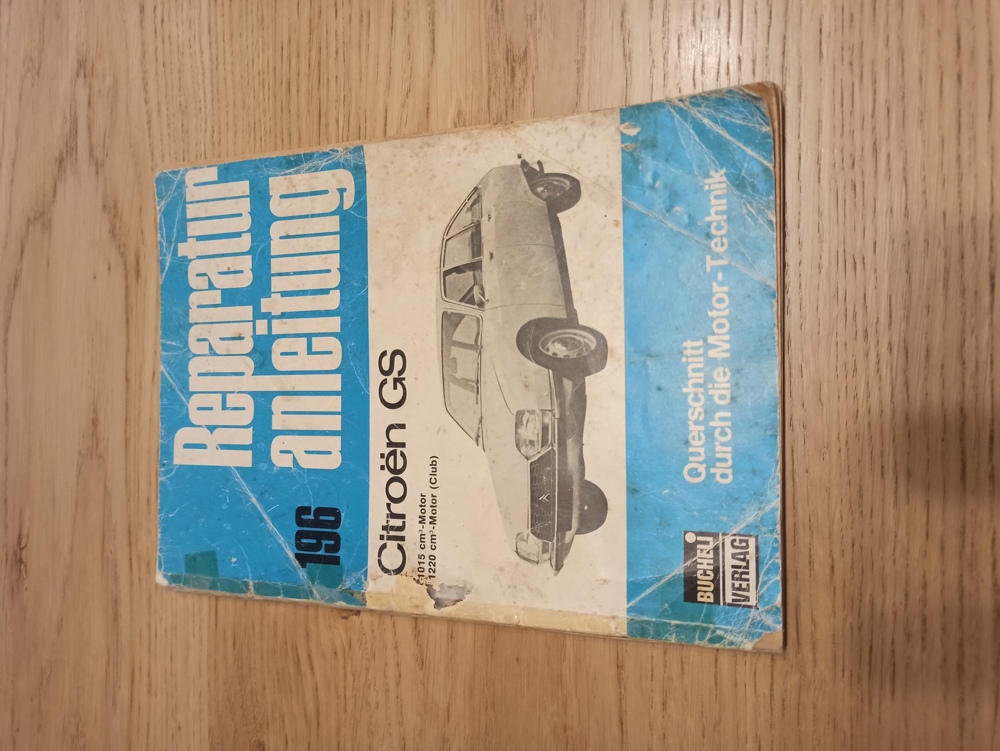 Reparatur
anleitung
196
Citroën GS
1015 cm³-Motor
1220 cm³-Motor (Club)
Querschnitt
durch die Motor-Technik
BUCHELI
VERLAG